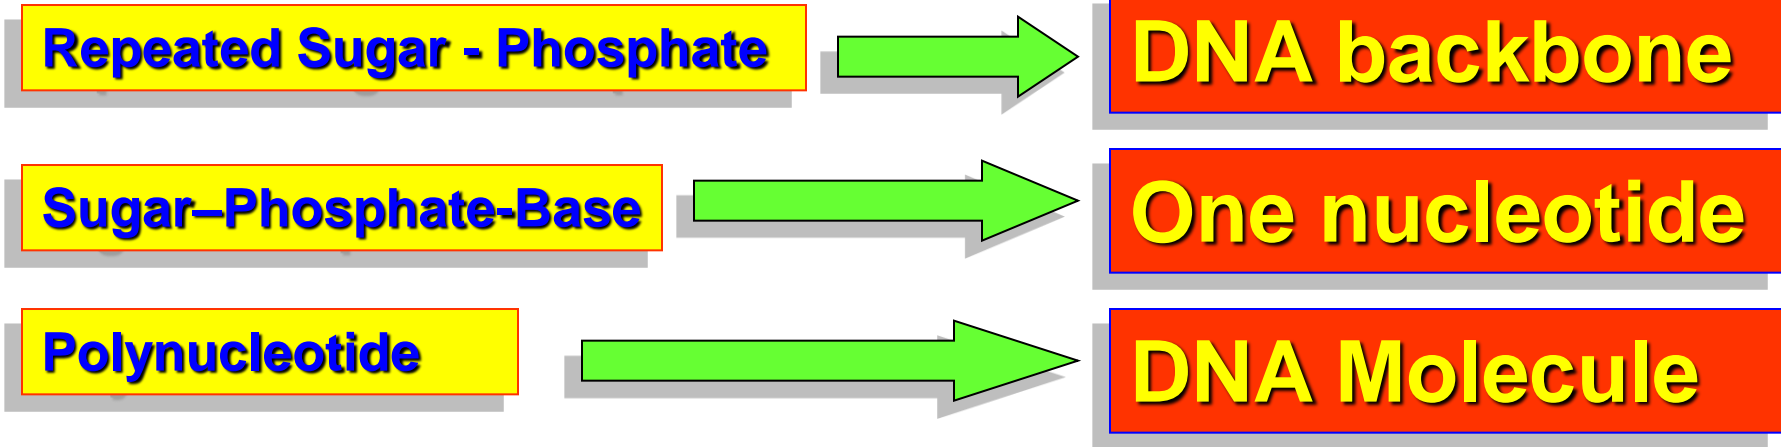 Repeated Sugar - Phosphate
DNA backbone
Sugar–Phosphate-Base
One nucleotide
Polynucleotide
DNA Molecule